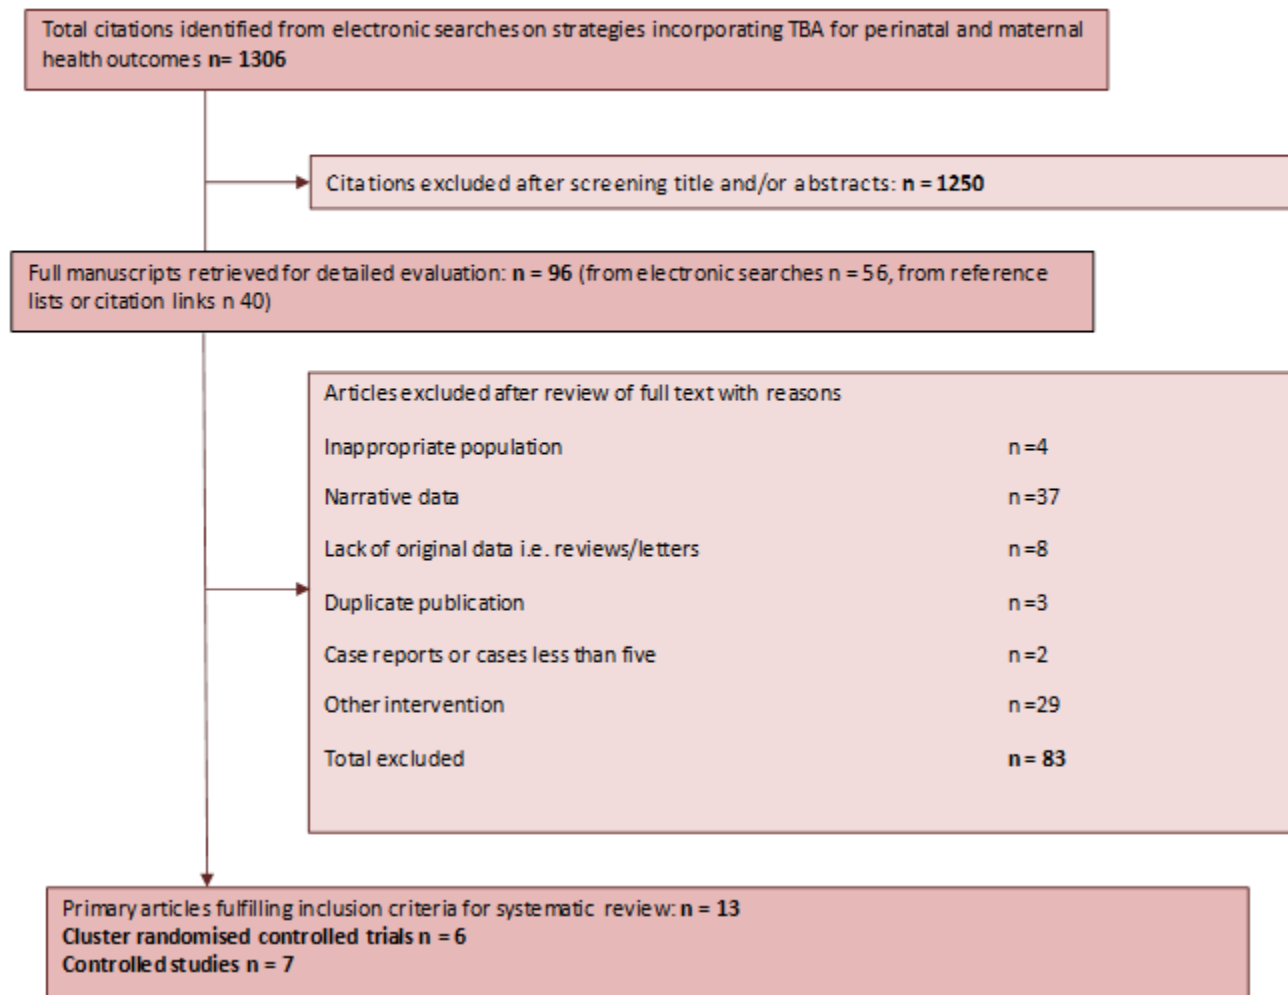 Total citations identified from electronic searches on strategies incorporating TBA for perinatal and maternal
health outcomes n= 1306
Citations excluded after screening title and/or abstracts: n = 1250
Full manuscripts retrieved for detailed evaluation: n = 96 (from electronic searches n = 56, from reference
lists or citation links n 40)
Articles excluded after review of full text with reasons
Inappropriate population n =4
Narrative data n =37
Lack of original data i.e. reviews/letters n =8
Duplicate publication n =3
Case reports or cases less than five n =2
Other intervention n =29
Total excluded n = 83
Primary articles fulfilling inclusion criteria for systematic review: n = 13
Cluster randomised controlled trials n = 6
Controlled studies n = 7